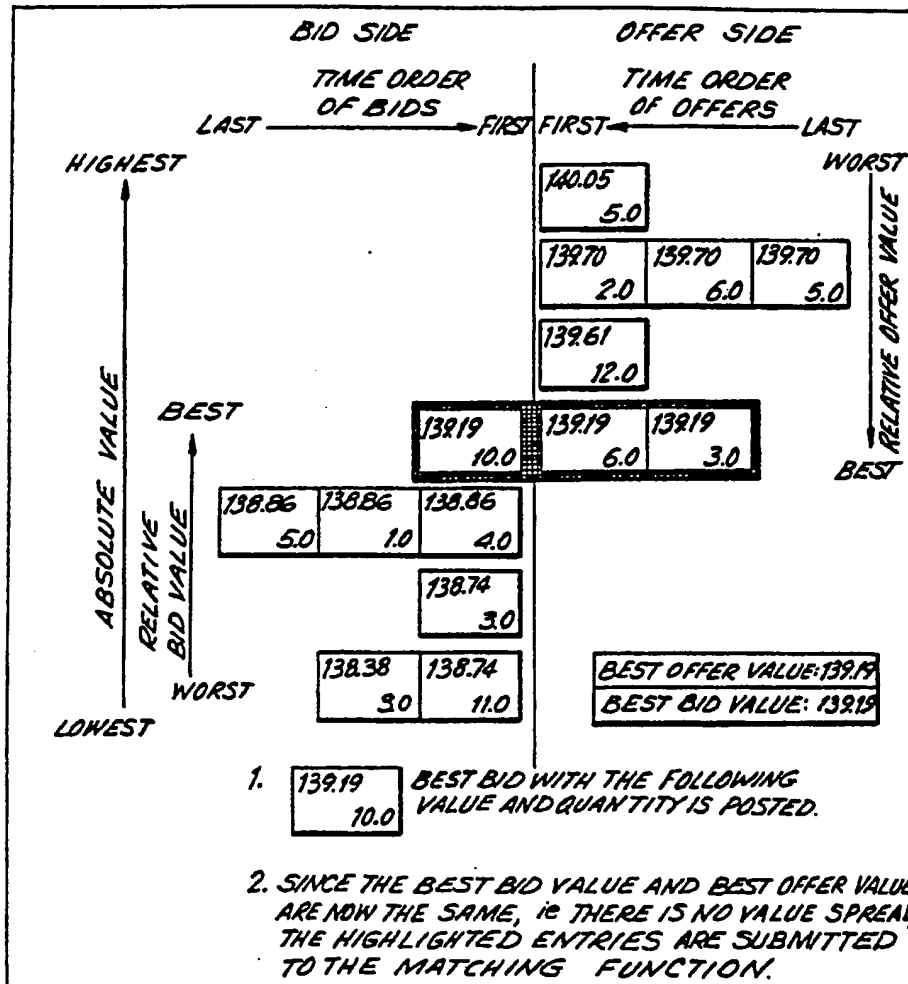 BID SIDE OFFER SIDE
TIME ORDER OF BIDS
TIME ORDER OF OFFERS
LAST FIRST FIRST LAST
HIGHEST
WORST
140.05
5.0
139.70 139.70 139.70
2.0 6.0 5.0
139.61
12.0
RELATIVE OFFER VALUE
BEST
139.19 139.19 139.19
10.0 6.0 3.0
BEST
ABSOLUTE VALUE
RELATIVE
BID VALUE
138.86 138.86 138.86
5.0 1.0 4.0
138.74
3.0
138.38 138.74
9.0 11.0
WORST
LOWEST
BEST OFFER VALUE: 139.19
BEST BID VALUE: 139.19
1. 139.19
10.0
BEST BID WITH THE FOLLOWING
VALUE AND QUANTITY IS POSTED.
2. SINCE THE BEST BID VALUE AND BEST OFFER VALUE
ARE NOW THE SAME, ie THERE IS NO VALUE SPREAD,
THE HIGHLIGHTED ENTRIES ARE SUBMITTED
TO THE MATCHING FUNCTION.